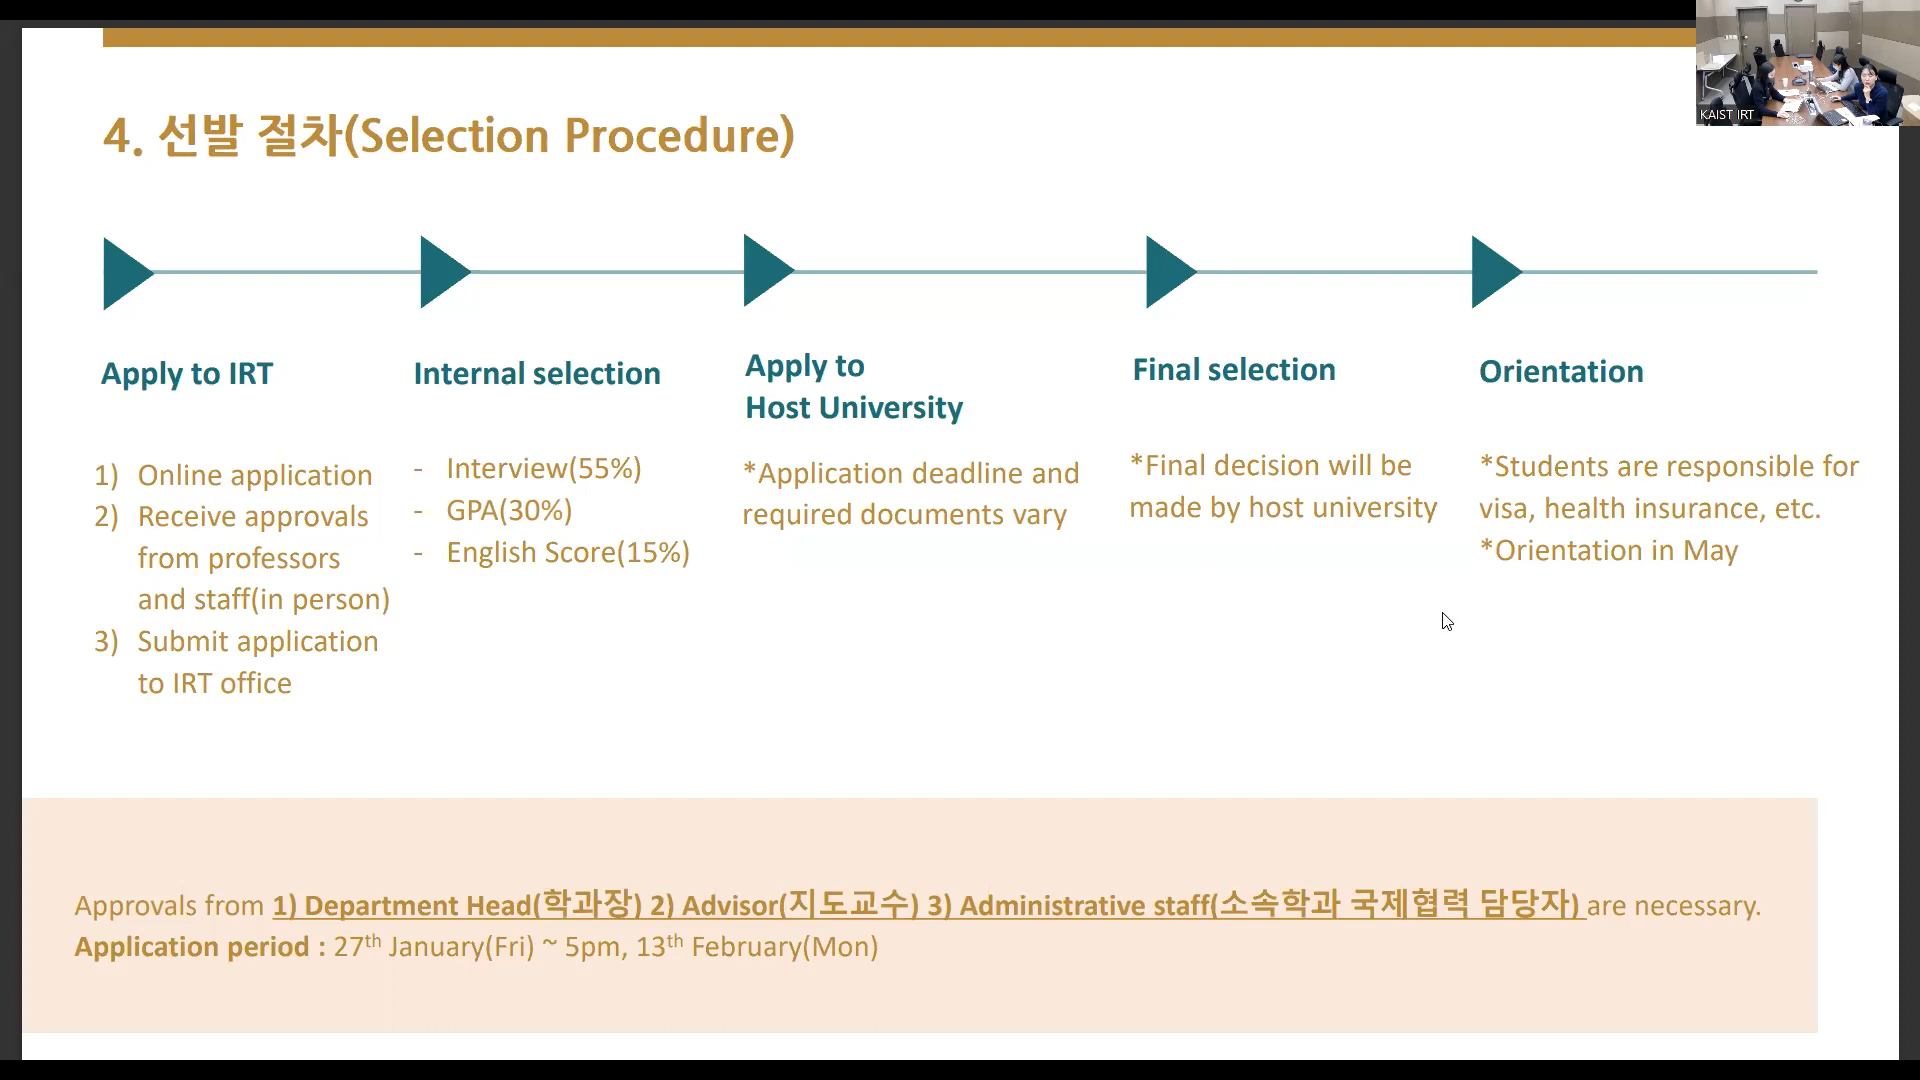 KAIST IRT
4. 선발 절차(Selection Procedure)
Apply to IRT
1) Online application
2) Receive approvals
from professors
and staff(in person)
3) Submit application
to IRT office
Internal selection
- Interview(55%)
- GPA(30%)
- English Score(15%)
Apply to
Host University
*Application deadline and
required documents vary
Final selection
*Final decision will be
made by host university
Orientation
*Students are responsible for
visa, health insurance, etc.
*Orientation in May
Approvals from 1) Department Head(학과장) 2) Advisor(지도교수) 3) Administrative staff(소속학과 국제협력 담당자) are necessary.
Application period : 27th January(Fri) ~ 5pm, 13th February(Mon)